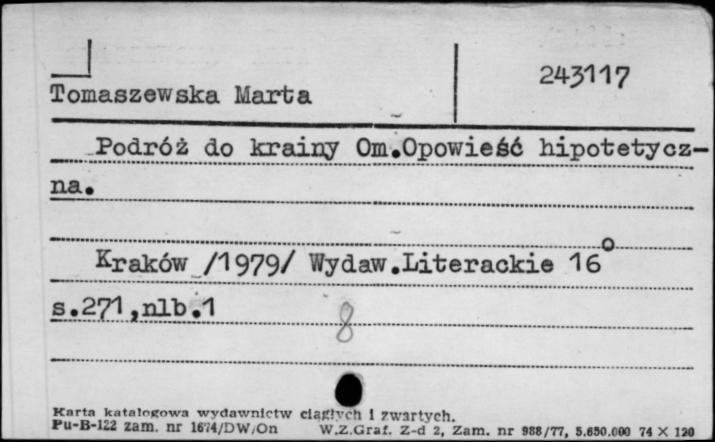 243117
Tomaszewska Marta
Podróż do krainy Om.Opowieść hipotetycz-
na.
Kraków /1979/ Wydaw.Literackie 16°
s.271,nlb.1
8
Karta katalogowa wydawnictw ciągłych i zwartych.
Pu-B-122 zam. nr 1674/DW/On W.Z.Graf. Z-d 2, Zam. nr 988/77, 5.650.000 74 X 120